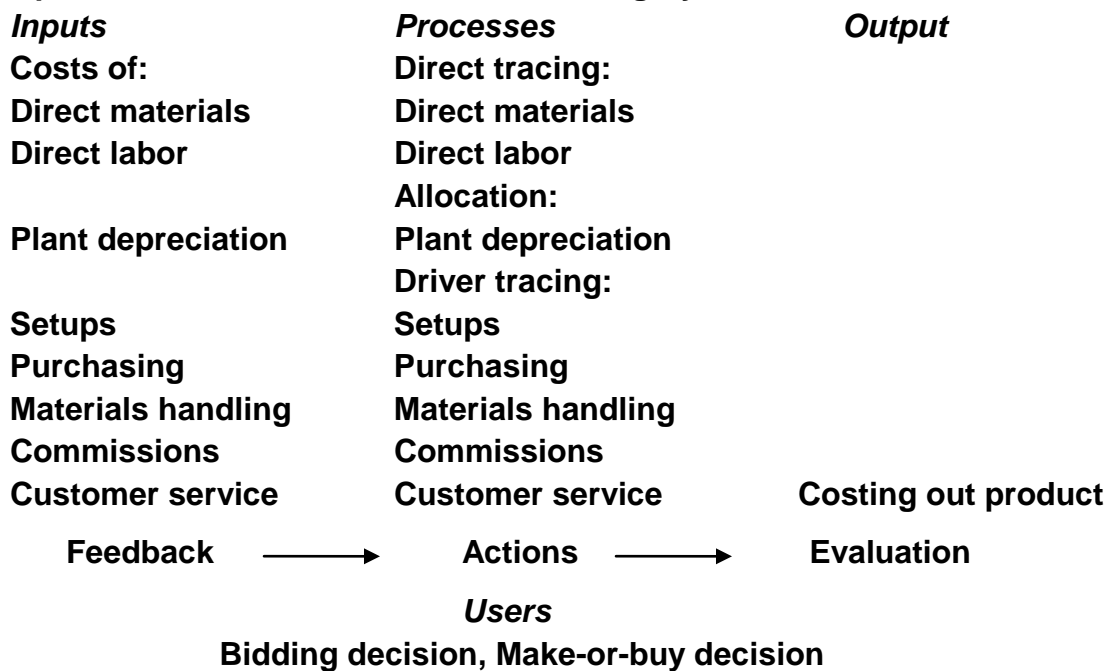 Inputs Processes Output
Costs of: Direct tracing:
Direct materials Direct materials
Direct labor Direct labor
Allocation:
Plant depreciation Plant depreciation
Driver tracing:
Setups Setups
Purchasing Purchasing
Materials handling Materials handling
Commissions Commissions
Customer service Customer service Costing out product
Feedback Actions Evaluation
Users
Bidding decision, Make-or-buy decision